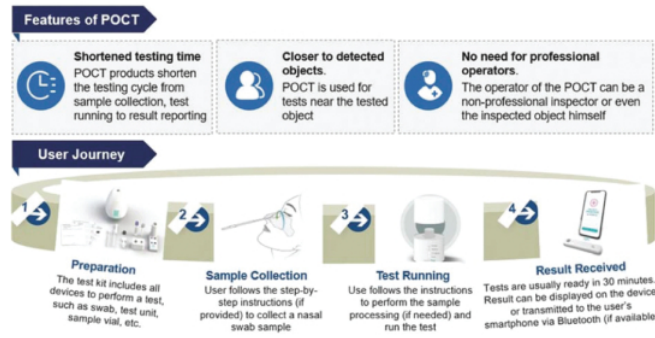 Features of POCT
Shortened testing time
POCT products shorten
the testing cycle from
sample collection, test
running to result reporting
Closer to detected
objects.
POCT is used for
tests near the tested
object
No need for professional
operators.
The operator of the POCT can be a
non-professional inspector or even
the inspected object himself
User Journey
1
Preparation
The test kit includes all
devices to perform a test,
such as swab, test unit,
sample vial, etc.
2
Sample Collection
User follows the step-by-
step instructions (if
provided) to collect a nasal
swab sample
3
Test Running
Use follows the instructions
to perform the sample
processing (if needed) and
run the test
4
Result Received
Tests are usually ready in 30 minutes.
Result can be displayed on the device
or transmitted to the user's
smartphone via Bluetooth (if available